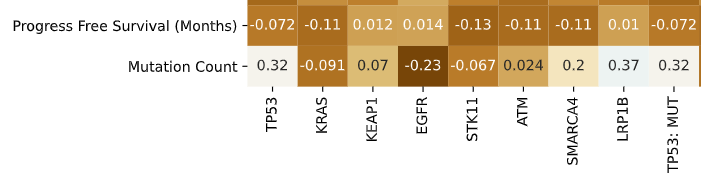 Progress Free Survival (Months) -0.072 -0.11 0.012 0.014 -0.13 -0.11 -0.11 0.01 -0.072
Mutation Count 0.32 -0.091 0.07 -0.23 -0.067 0.024 0.2 0.37 0.32
TP53
KRAS
KEAP1
EGFR
STK11
ATM
SMARCA4
LRP1B
TP53: MUT